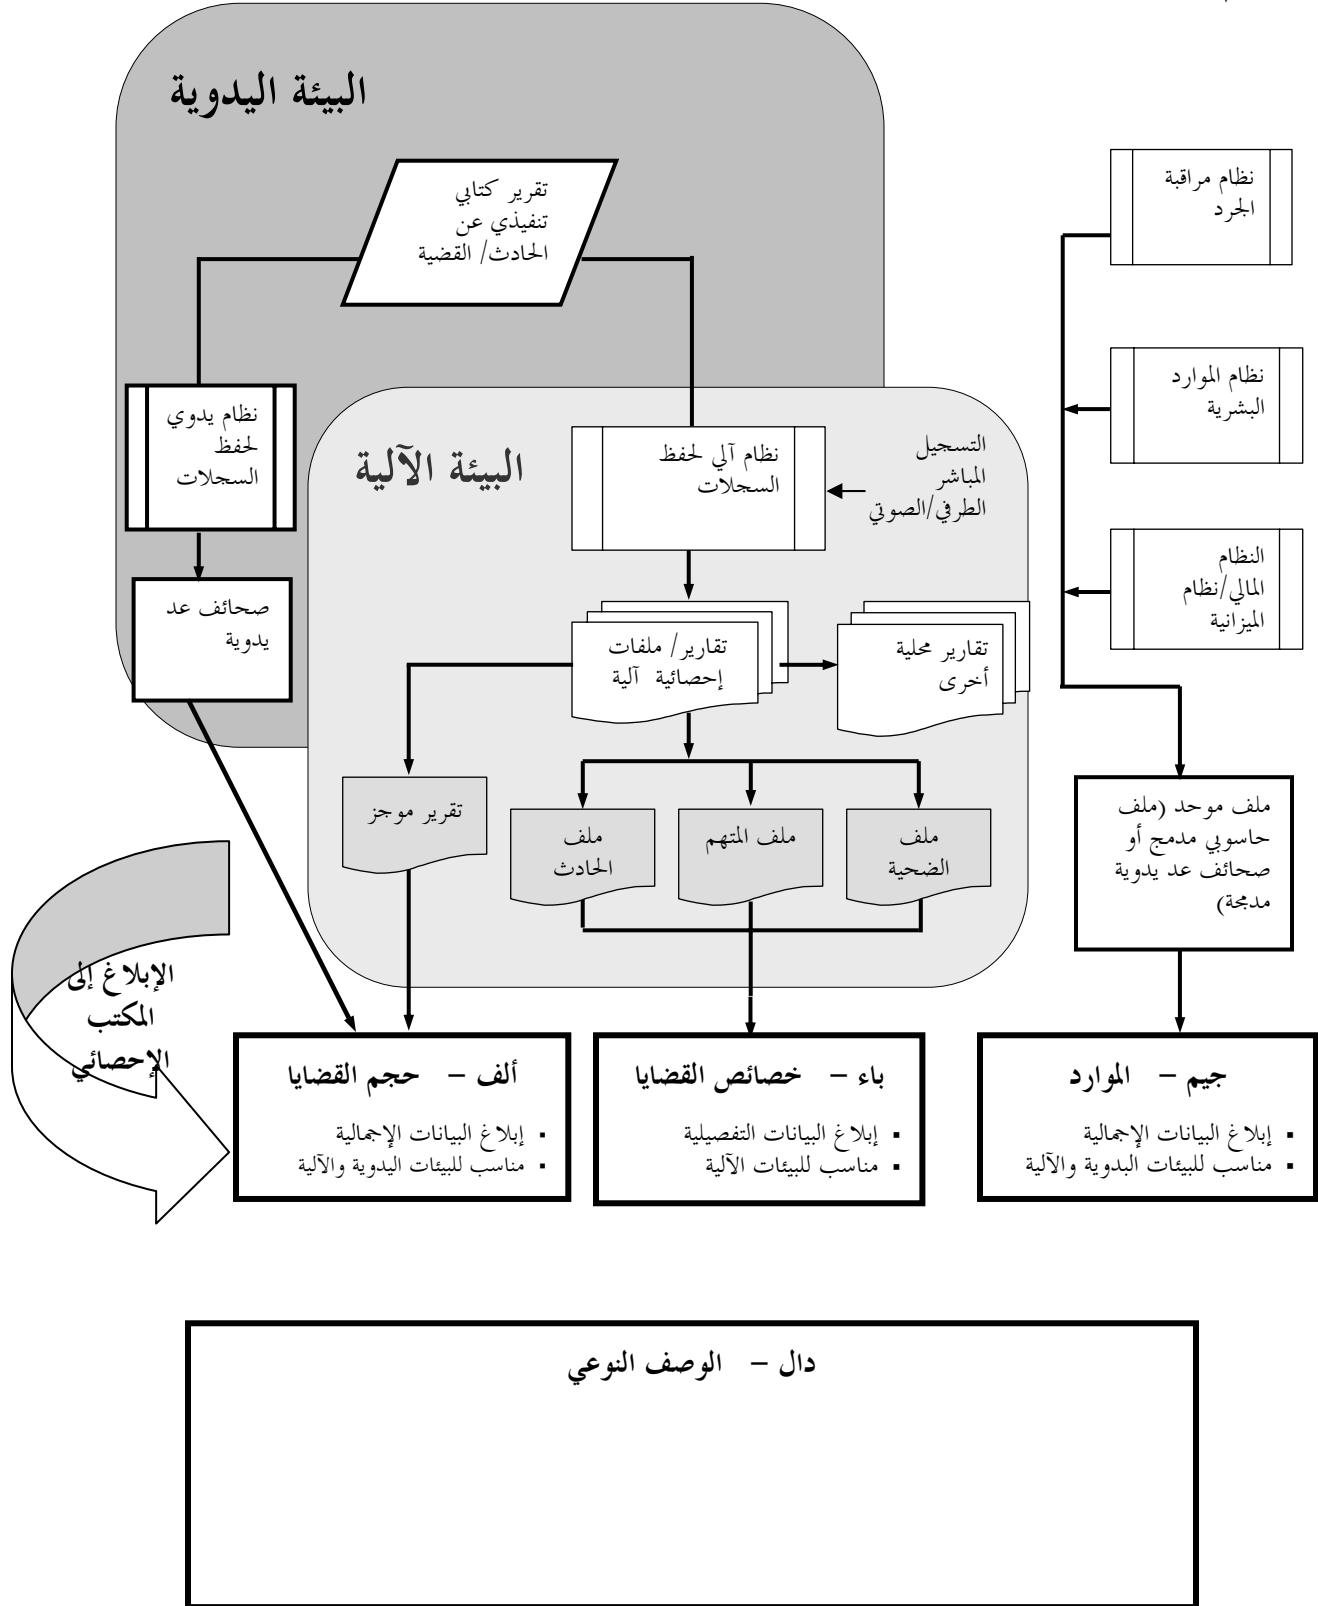 البيئة اليدوية
تقرير كتابي
تنفيذي عن
الحادث/ القضية
نظام مراقبة
الجرد
نظام الموارد
البشرية
النظام
المالي/نظام
الميزانية
نظام يدوي
لحفظ
السجلات
البيئة الآلية
نظام آلي لحفظ
السجلات
التسجيل
المباشر
الطرفي/الصوتي
صحائف عد
يدوية
تقارير/ ملفات
إحصائية آلية
تقارير محلية
أخرى
تقرير موجز
ملف
الحادث
ملف المتهم
ملف
الضحية
ملف موحد (ملف
حاسوبي مدمج أو
صحائف عد يدوية
مدمجة)
الإبلاغ إلى
المكتب
الإحصائي
ألف – حجم القضايا
▪ إبلاغ البيانات الإجمالية
▪ مناسب للبيئات اليدوية والآلية
باء – خصائص القضايا
▪ إبلاغ البيانات التفصيلية
▪ مناسب للبيئات الآلية
جيم – الموارد
▪ إبلاغ البيانات الإجمالية
▪ مناسب للبيئات البدوية والآلية
دال – الوصف النوعي